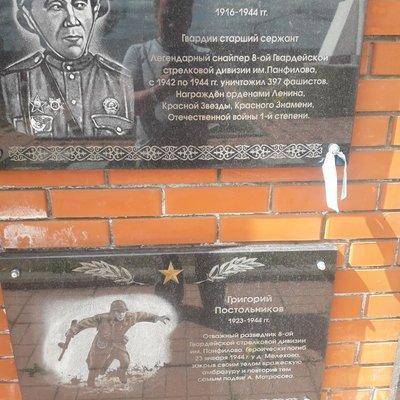 1916-1944 гг.
Гвардии старший сержант
Легендарный снайпер 8-ой Гвардейской
стрелковой дивизии им.Панфилова,
с 1942 по 1944 гг. уничтожил 397 фашистов.
Награждён орденами Ленина,
Красной Звезды, Красного Знамени,
Отечественной войны 1-й степени.
Григорий
Постольников
1923-1944 гг.
Отважный разведчик 8-ой
Гвардейской стрелковой дивизии
им. Панфилова. Героически погиб
23 января 1944 г. у д. Мелехово,
закрыв своим телом вражескую
амбразуру и повторив тем
самым подвиг А. Матросова.